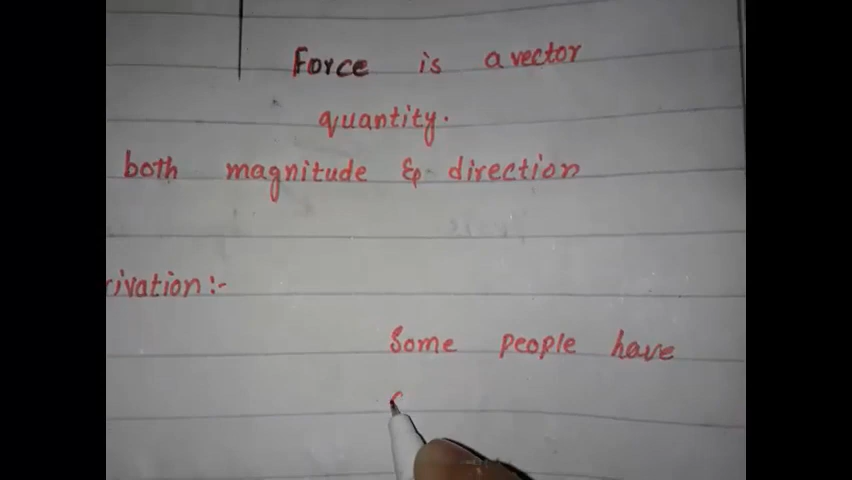 Force is a vector
quantity.
both magnitude & direction
rivation:-
Some people have